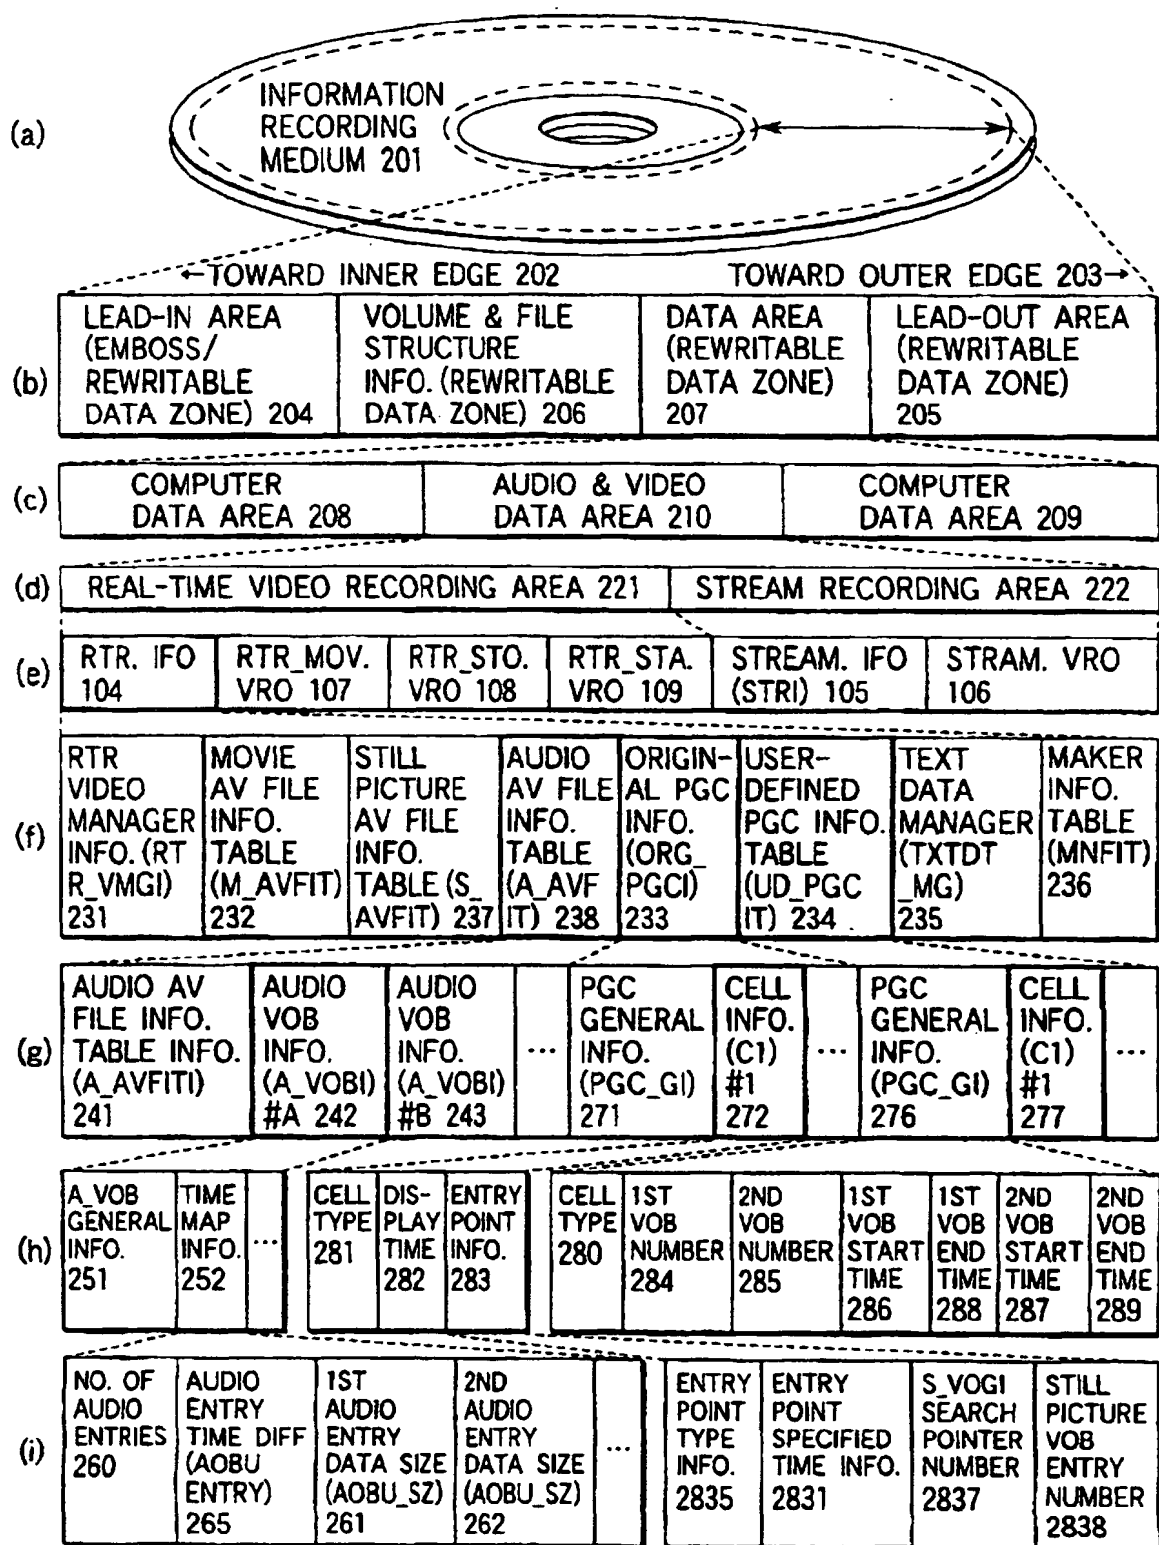 (a)
INFORMATION
RECORDING
MEDIUM 201
←TOWARD INNER EDGE 202
TOWARD OUTER EDGE 203→
(b)
LEAD-IN AREA
(EMBOSS/
REWRITABLE
DATA ZONE) 204
VOLUME & FILE
STRUCTURE
INFO. (REWRITABLE
DATA ZONE) 206
DATA AREA
(REWRITABLE
DATA ZONE)
207
LEAD-OUT AREA
(REWRITABLE
DATA ZONE)
205
(c)
COMPUTER
DATA AREA 208
AUDIO & VIDEO
DATA AREA 210
COMPUTER
DATA AREA 209
(d)
REAL-TIME VIDEO RECORDING AREA 221
STREAM RECORDING AREA 222
(e)
RTR. IFO
104
RTR_MOV.
VRO 107
RTR_STO.
VRO 108
RTR_STA.
VRO 109
STREAM. IFO
(STRI) 105
STRAM. VRO
106
(f)
RTR
VIDEO
MANAGER
INFO. (RT
R_VMGI)
231
MOVIE
AV FILE
INFO.
TABLE
(M_AVFIT)
232
STILL
PICTURE
AV FILE
INFO.
TABLE (S_
AVFIT) 237
AUDIO
AV FILE
INFO.
TABLE
(A_AVF
IT) 238
ORIGIN-
AL PGC
INFO.
(ORG_
PGCI)
233
USER-
DEFINED
PGC INFO.
TABLE
(UD_PGC
IT) 234
TEXT
DATA
MANAGER
(TXTDT
_MG)
235
MAKER
INFO.
TABLE
(MNFIT)
236
(g)
AUDIO AV
FILE INFO.
TABLE INFO.
(A_AVFITI)
241
AUDIO
VOB
INFO.
(A_VOBI)
#A 242
AUDIO
VOB
INFO.
(A_VOBI)
#B 243
...
PGC
GENERAL
INFO.
(PGC_GI)
271
CELL
INFO.
(C1)
#1
272
...
PGC
GENERAL
INFO.
(PGC_GI)
276
CELL
INFO.
(C1)
#1
277
...
(h)
A_VOB
GENERAL
INFO.
251
TIME
MAP
INFO.
252
...
CELL
TYPE
281
DIS-
PLAY
TIME
282
ENTRY
POINT
INFO.
283
CELL
TYPE
280
1ST
VOB
NUMBER
284
2ND
VOB
NUMBER
285
1ST
VOB
START
TIME
286
1ST
VOB
END
TIME
288
2ND
VOB
START
TIME
287
2ND
VOB
END
TIME
289
(i)
NO. OF
AUDIO
ENTRIES
260
AUDIO
ENTRY
TIME DIFF
(AOBU
ENTRY)
265
1ST
AUDIO
ENTRY
DATA SIZE
(AOBU_SZ)
261
2ND
AUDIO
ENTRY
DATA SIZE
(AOBU_SZ)
262
...
ENTRY
POINT
TYPE
INFO.
2835
ENTRY
POINT
SPECIFIED
TIME INFO.
2831
S_VOGI
SEARCH
POINTER
NUMBER
2837
STILL
PICTURE
VOB
ENTRY
NUMBER
2838